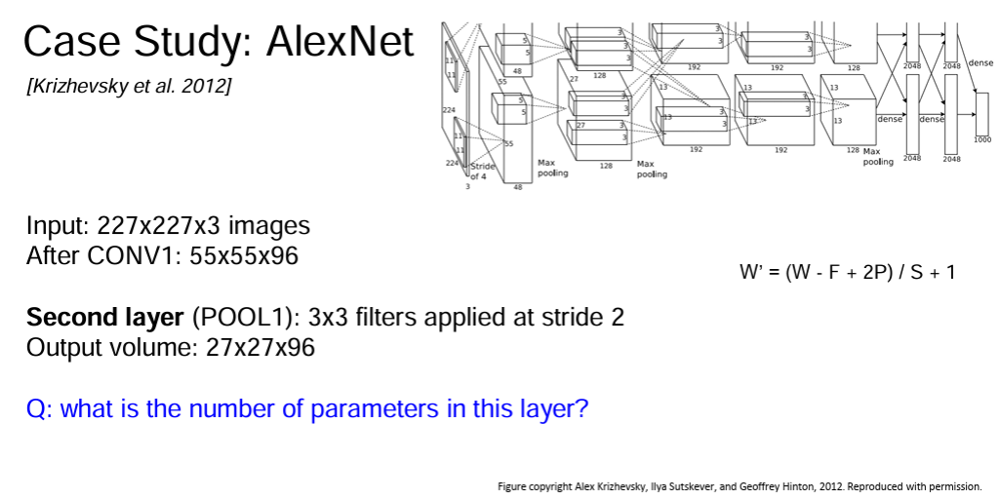 Case Study: AlexNet
[Krizhevsky et al. 2012]
11
11
5
5
48
55
224
3
3
128
27
3
3
192
13
3
3
192
13
128
13
2048
2048
dense
11
11
224
Stride
of 4
3
5
5
55
48
Max
pooling
3
3
27
128
Max
pooling
13
3
3
192
13
192
13
128
Max
pooling
dense
2048
dense
2048
1000
Input: 227x227x3 images
After CONV1: 55x55x96
W' = (W - F + 2P) / S + 1
Second layer (POOL1): 3x3 filters applied at stride 2
Output volume: 27x27x96
Q: what is the number of parameters in this layer?
Figure copyright Alex Krizhevsky, Ilya Sutskever, and Geoffrey Hinton, 2012. Reproduced with permission.